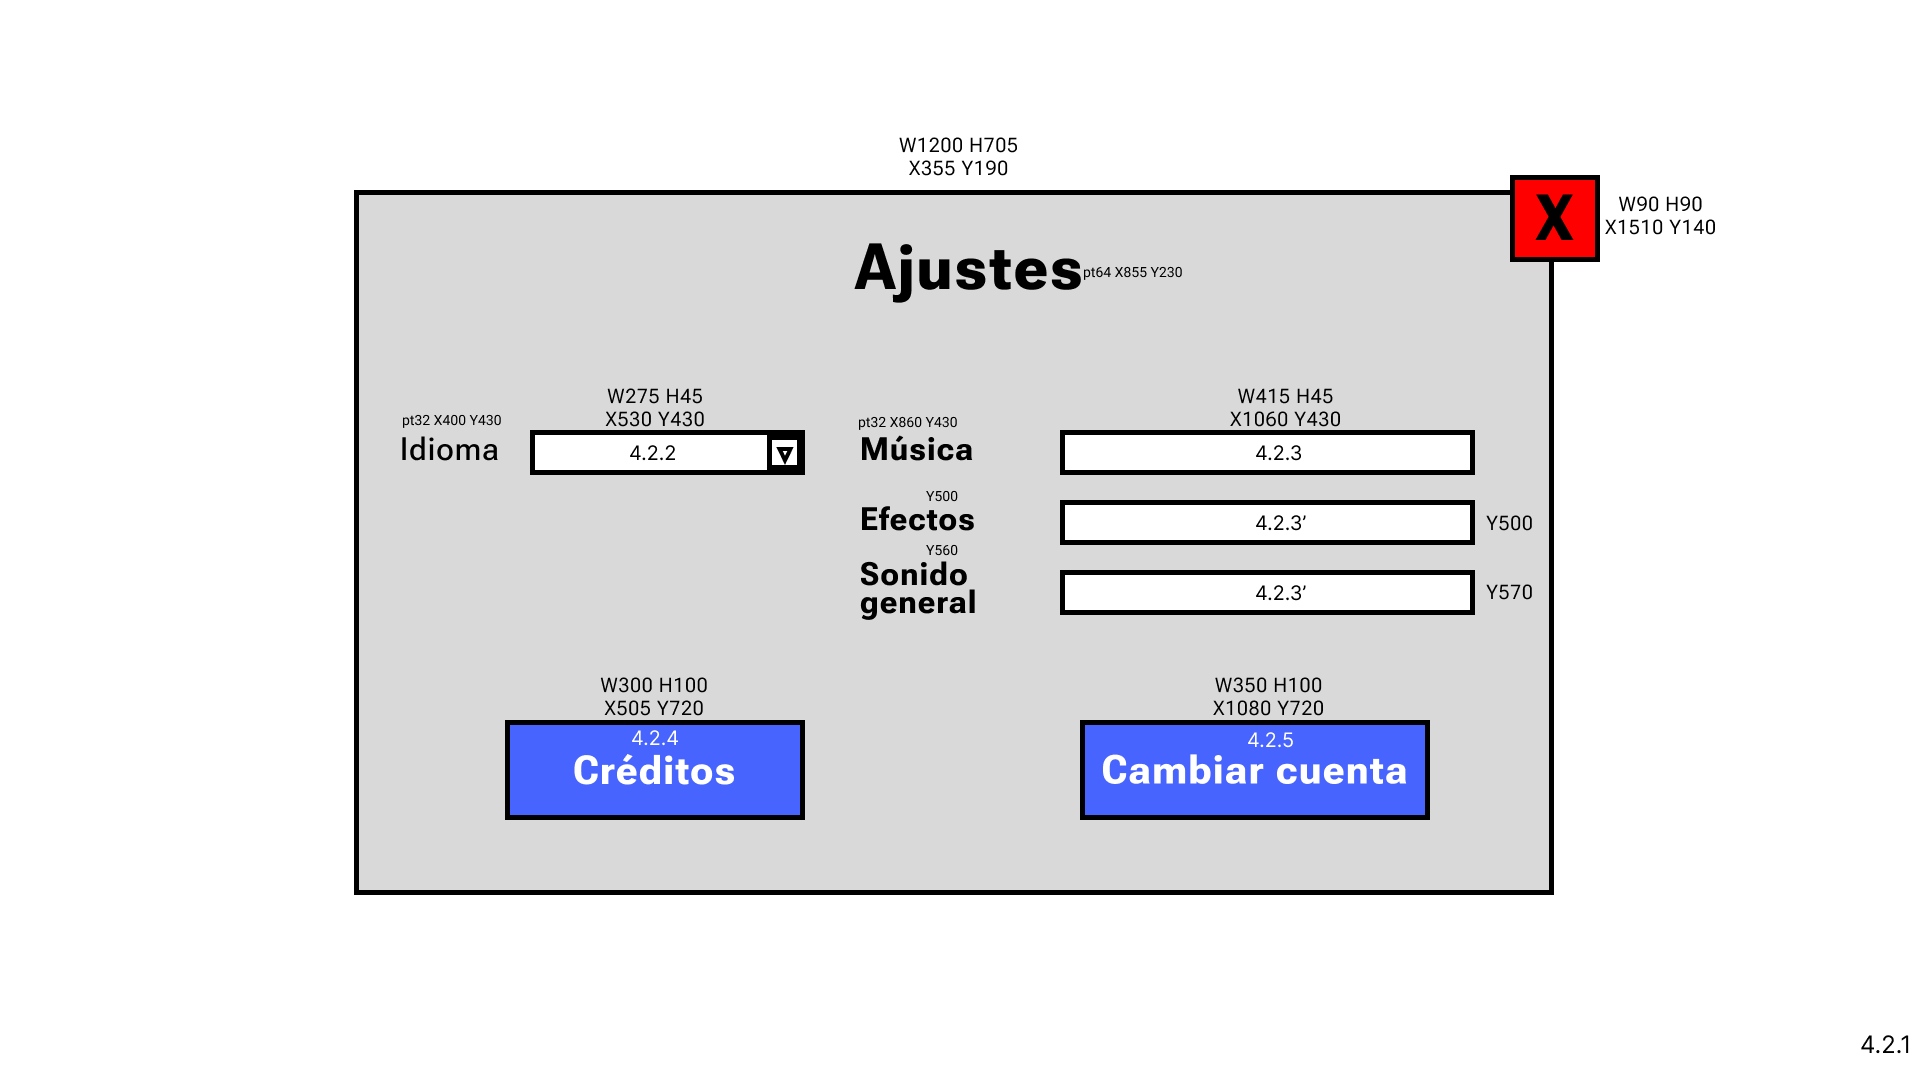 W1200 H705
X355 Y190
X
W90 H90
X1510 Y140
Ajustes
pt64 X855 Y230
W275 H45
X530 Y430
pt32 X400 Y430
Idioma
4.2.2
W415 H45
X1060 Y430
pt32 X860 Y430
Música
4.2.3
Y500
Efectos
4.2.3’
Y500
Y560
Sonido
general
4.2.3’
Y570
W300 H100
X505 Y720
4.2.4
Créditos
W350 H100
X1080 Y720
4.2.5
Cambiar cuenta
4.2.1